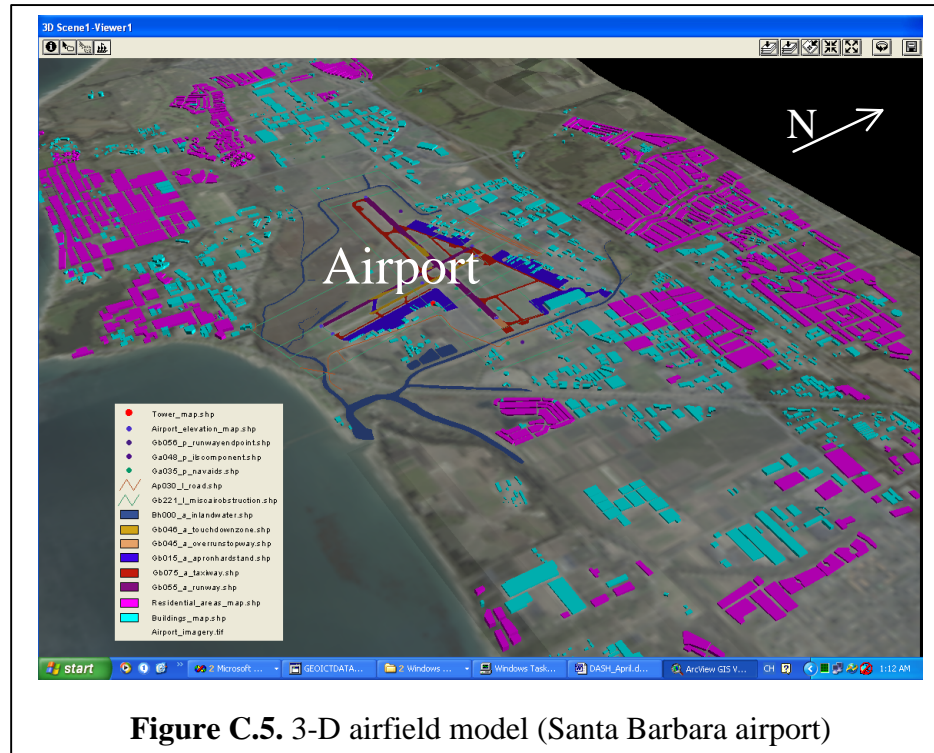 3D Scene1-Viewer1
N
Airport
Tower_map.shp
Airport_elevation_map.shp
Gb056_p_runwayendpoint.shp
Ga048_p_ilscomponent.shp
Ga035_p_navaids.shp
Ap030_l_road.shp
Gb221_l_miscairobstruction.shp
Bh000_a_inlandwater.shp
Gb046_a_touchdownzone.shp
Gb045_a_overrunstopway.shp
Gb015_a_apronhardstand.shp
Gb075_a_taxiway.shp
Gb055_a_runway.shp
Residential_areas_map.shp
Buildings_map.shp
Airport_imagery.tif
start » 2 Microsoft ... GEOICTDATA... 2 Windows ... Windows Task... DASH_April.d... ArcView GIS V... CH 1:12 AM
Figure C.5. 3-D airfield model (Santa Barbara airport)